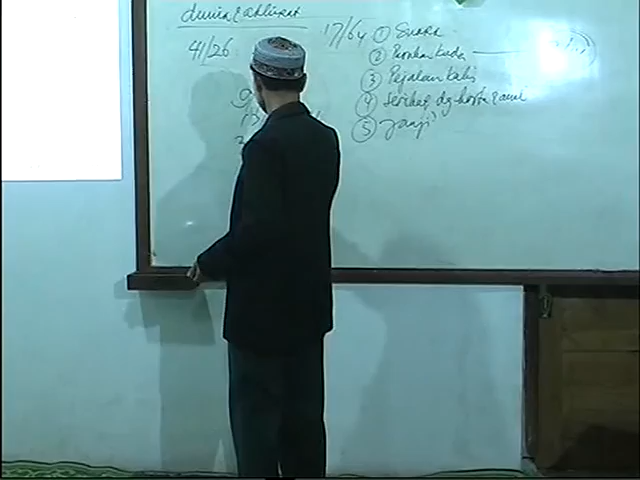 dunia & akhirat
41/26
17/64 ① Suara
② Pasukan kuda
③ Pejalan kaki
④ Serikat dg harta & anak
⑤ Janji